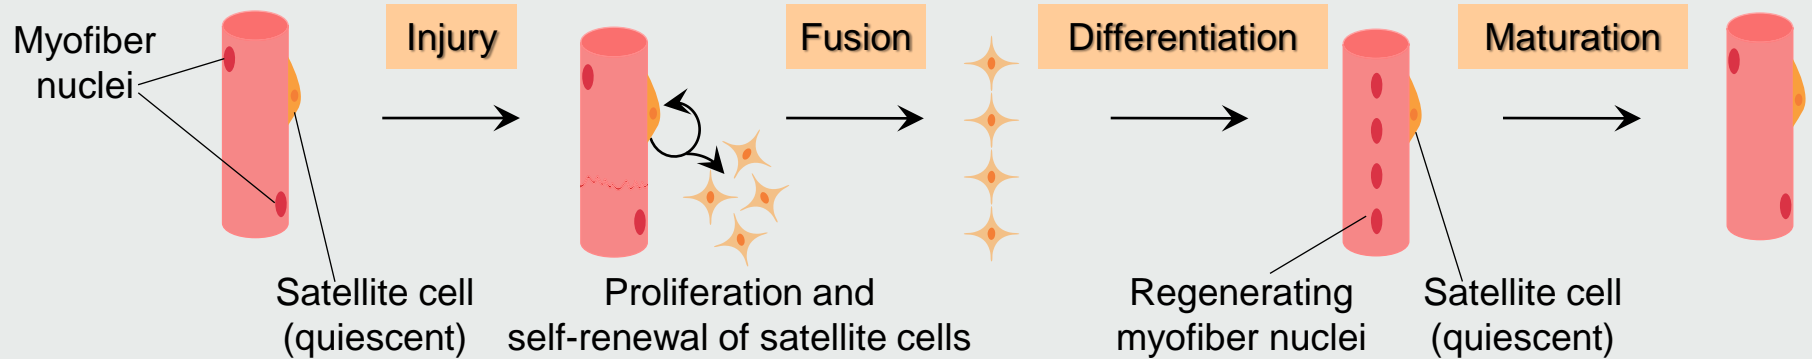 Myofiber
nuclei
Injury
Fusion
Differentiation
Maturation
Satellite cell
(quiescent)
Proliferation and
self-renewal of satellite cells
Regenerating
myofiber nuclei
Satellite cell
(quiescent)